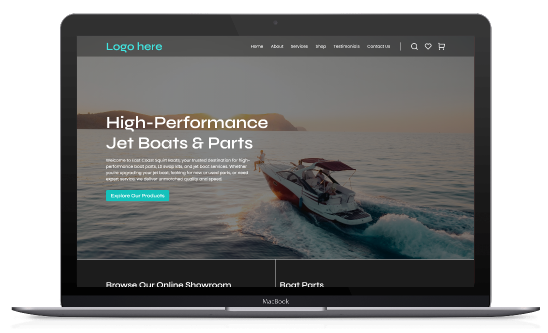 Logo here
Home About Services Shop Testimonials Contact Us
High-Performance
Jet Boats & Parts
Welcome to East Coast Squirt Boats, your trusted destination for high-
performance boat parts, LS swap kits, and jet boat services. Whether
you're upgrading your jet boat, looking for new or used parts, or need
expert service, we deliver unmatched quality and speed.
Explore Our Products
Browse Our Online Showroom
Boat Parts
MacBook